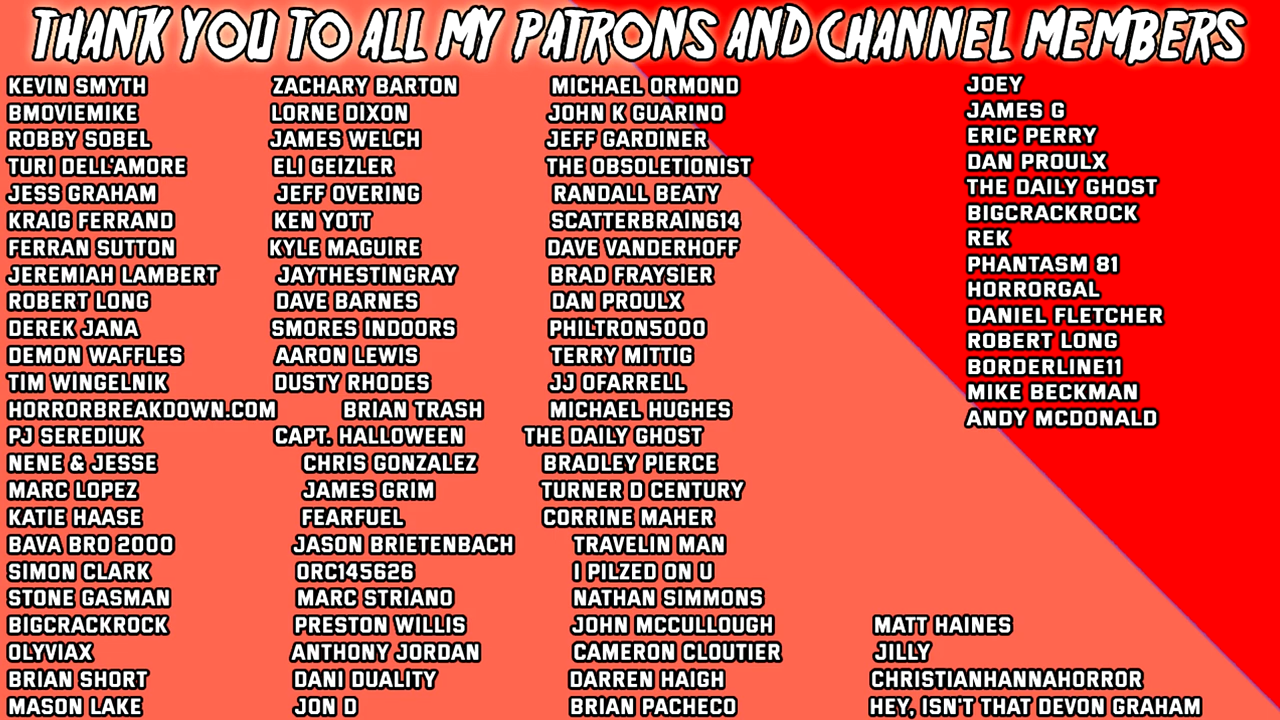 THANK YOU TO ALL MY PATRONS AND CHANNEL MEMBERS
KEVIN SMYTH
BMOVIEMIKE
ROBBY SOBEL
TURI DELL'AMORE
JESS GRAHAM
KRAIG FERRAND
FERRAN SUTTON
JEREMIAH LAMBERT
ROBERT LONG
DEREK JANA
DEMON WAFFLES
TIM WINGELNIK
HORRORBREAKDOWN.COM
PJ SEREDIUK
NENE & JESSE
MARC LOPEZ
KATIE HAASE
BAVA BRO 2000
SIMON CLARK
STONE GASMAN
BIGCRACKROCK
OLYVIAX
BRIAN SHORT
MASON LAKE
ZACHARY BARTON
LORNE DIXON
JAMES WELCH
ELI GEIZLER
JEFF OVERING
KEN YOTT
KYLE MAGUIRE
JAYTHESTINGRAY
DAVE BARNES
SMORES INDOORS
AARON LEWIS
DUSTY RHODES
BRIAN TRASH
CAPT. HALLOWEEN
CHRIS GONZALEZ
JAMES GRIM
FEARFUEL
JASON BRIETENBACH
ORC145626
MARC STRIANO
PRESTON WILLIS
ANTHONY JORDAN
DANI DUALITY
JON D
MICHAEL ORMOND
JOHN K GUARINO
JEFF GARDINER
THE OBSOLETIONIST
RANDALL BEATY
SCATTERBRAIN614
DAVE VANDERHOFF
BRAD FRAYSIER
DAN PROULX
PHILTRON5000
TERRY MITTIG
JJ OFARRELL
MICHAEL HUGHES
THE DAILY GHOST
BRADLEY PIERCE
TURNER D CENTURY
CORRINE MAHER
TRAVELIN MAN
I PILZED ON U
NATHAN SIMMONS
JOHN MCCULLOUGH
CAMERON CLOUTIER
DARREN HAIGH
BRIAN PACHECO
JOEY
JAMES G
ERIC PERRY
DAN PROULX
THE DAILY GHOST
BIGCRACKROCK
REK
PHANTASM 81
HORRORGAL
DANIEL FLETCHER
ROBERT LONG
BORDERLINE11
MIKE BECKMAN
ANDY MCDONALD
MATT HAINES
JILLY
CHRISTIANHANNAHORROR
HEY, ISN'T THAT DEVON GRAHAM